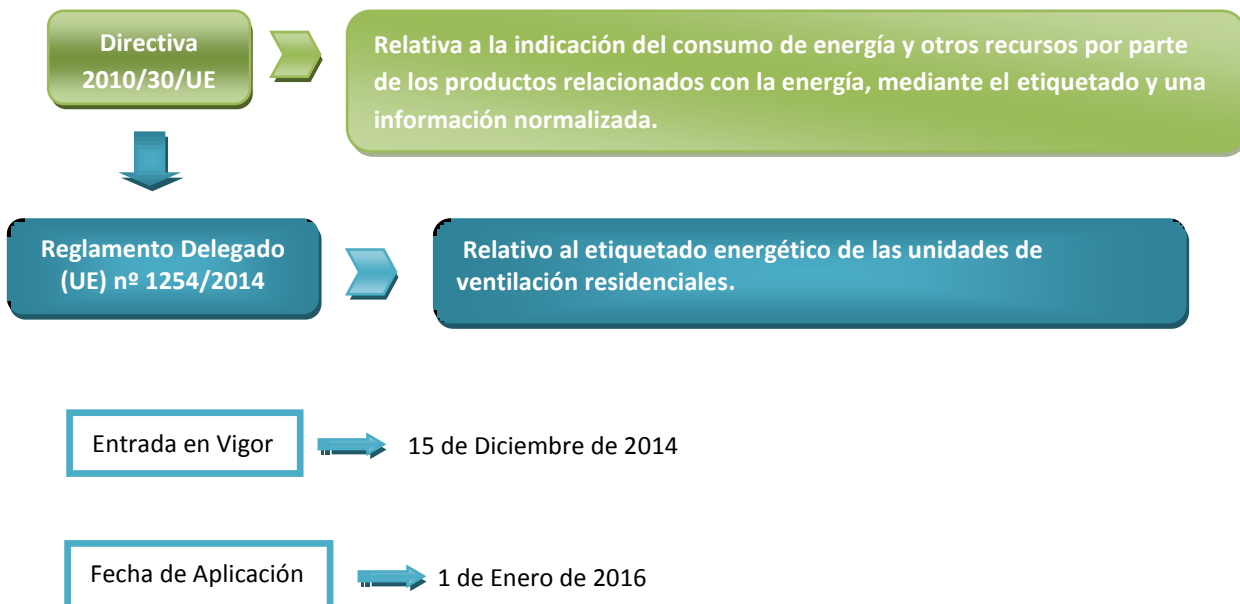 Directiva
2010/30/UE
Relativa a la indicación del consumo de energía y otros recursos por parte
de los productos relacionados con la energía, mediante el etiquetado y una
información normalizada.
Reglamento Delegado
(UE) nº 1254/2014
Relativo al etiquetado energético de las unidades de
ventilación residenciales.
Entrada en Vigor
15 de Diciembre de 2014
Fecha de Aplicación
1 de Enero de 2016